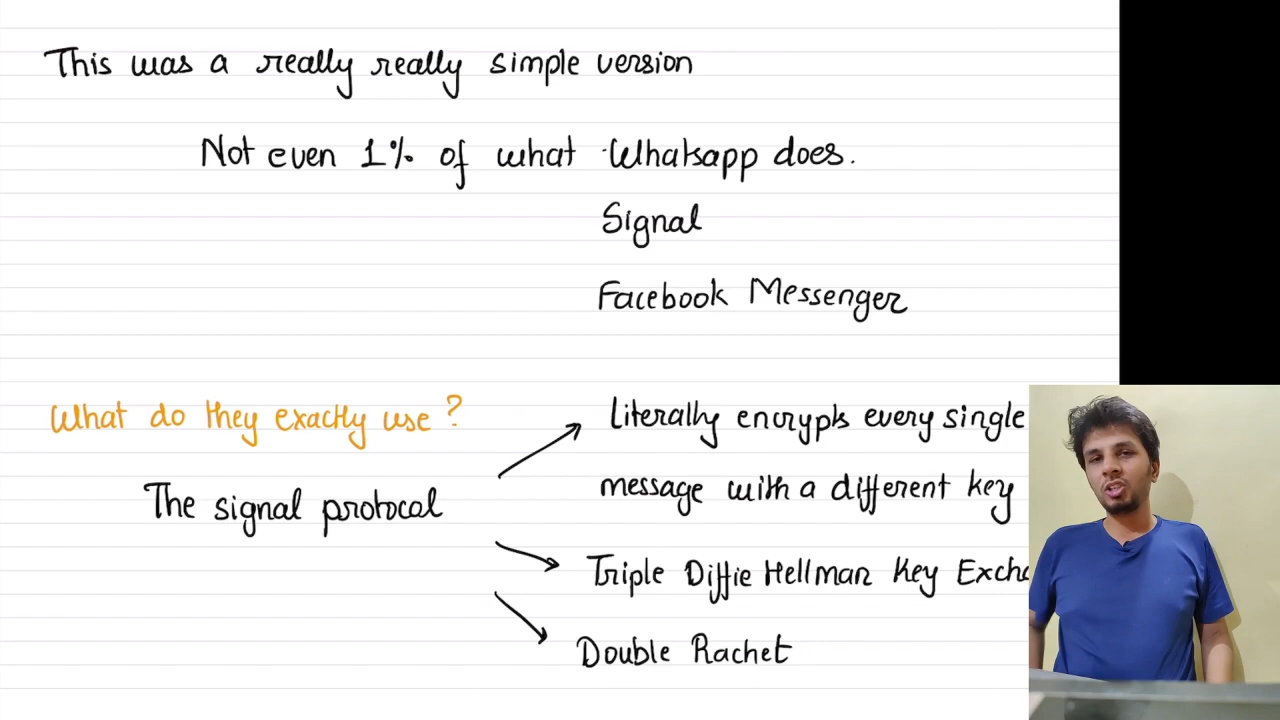 This was a really really simple version
Not even 1% of what Whatsapp does.
Signal
Facebook Messenger
What do they exactly use?
The signal protocal
Literally encrypts every single
message with a different key
Triple Diffie Hellman Key Excha
Double Rachet